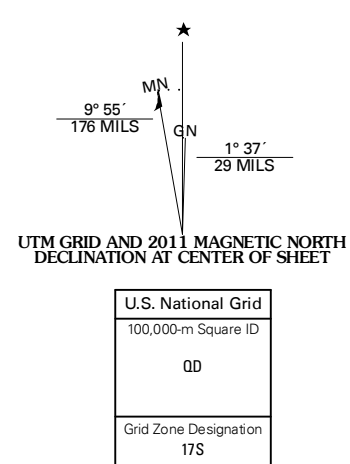 ★
MN
9° 55´
176 MILS
GN
1° 37´
29 MILS
UTM GRID AND 2011 MAGNETIC NORTH
DECLINATION AT CENTER OF SHEET
U.S. National Grid
100,000-m Square ID
QD
Grid Zone Designation
17S